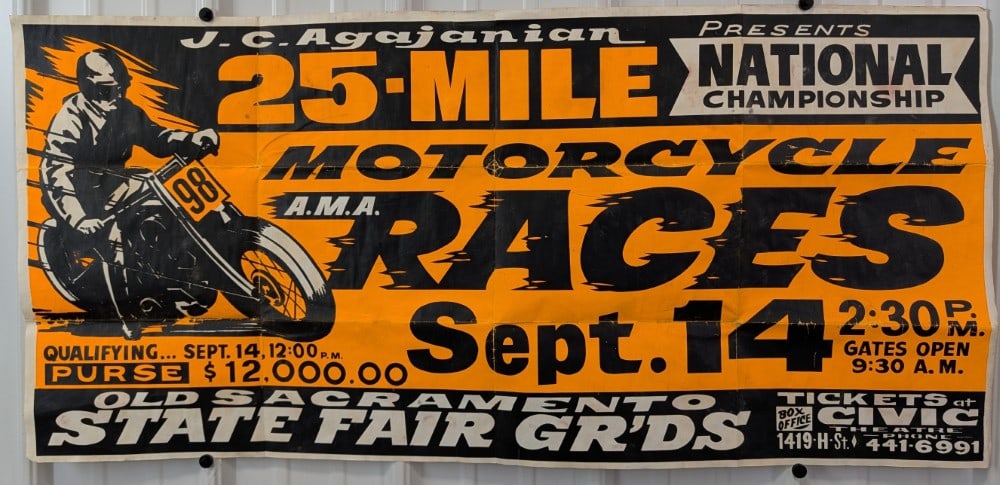 J.C. Agajanian
PRESENTS
25-MILE
NATIONAL
CHAMPIONSHIP
MOTORCYCLE
A.M.A.
RACES
98
Sept. 14
2:30 P.M.
GATES OPEN
9:30 A.M.
QUALIFYING... SEPT. 14, 12:00 P.M.
PURSE $12,000.00
OLD SACRAMENTO
STATE FAIR GR'DS
TICKETS at
BOX OFFICE
CIVIC
THEATRE
1419-H-St. PHONE 441-6991